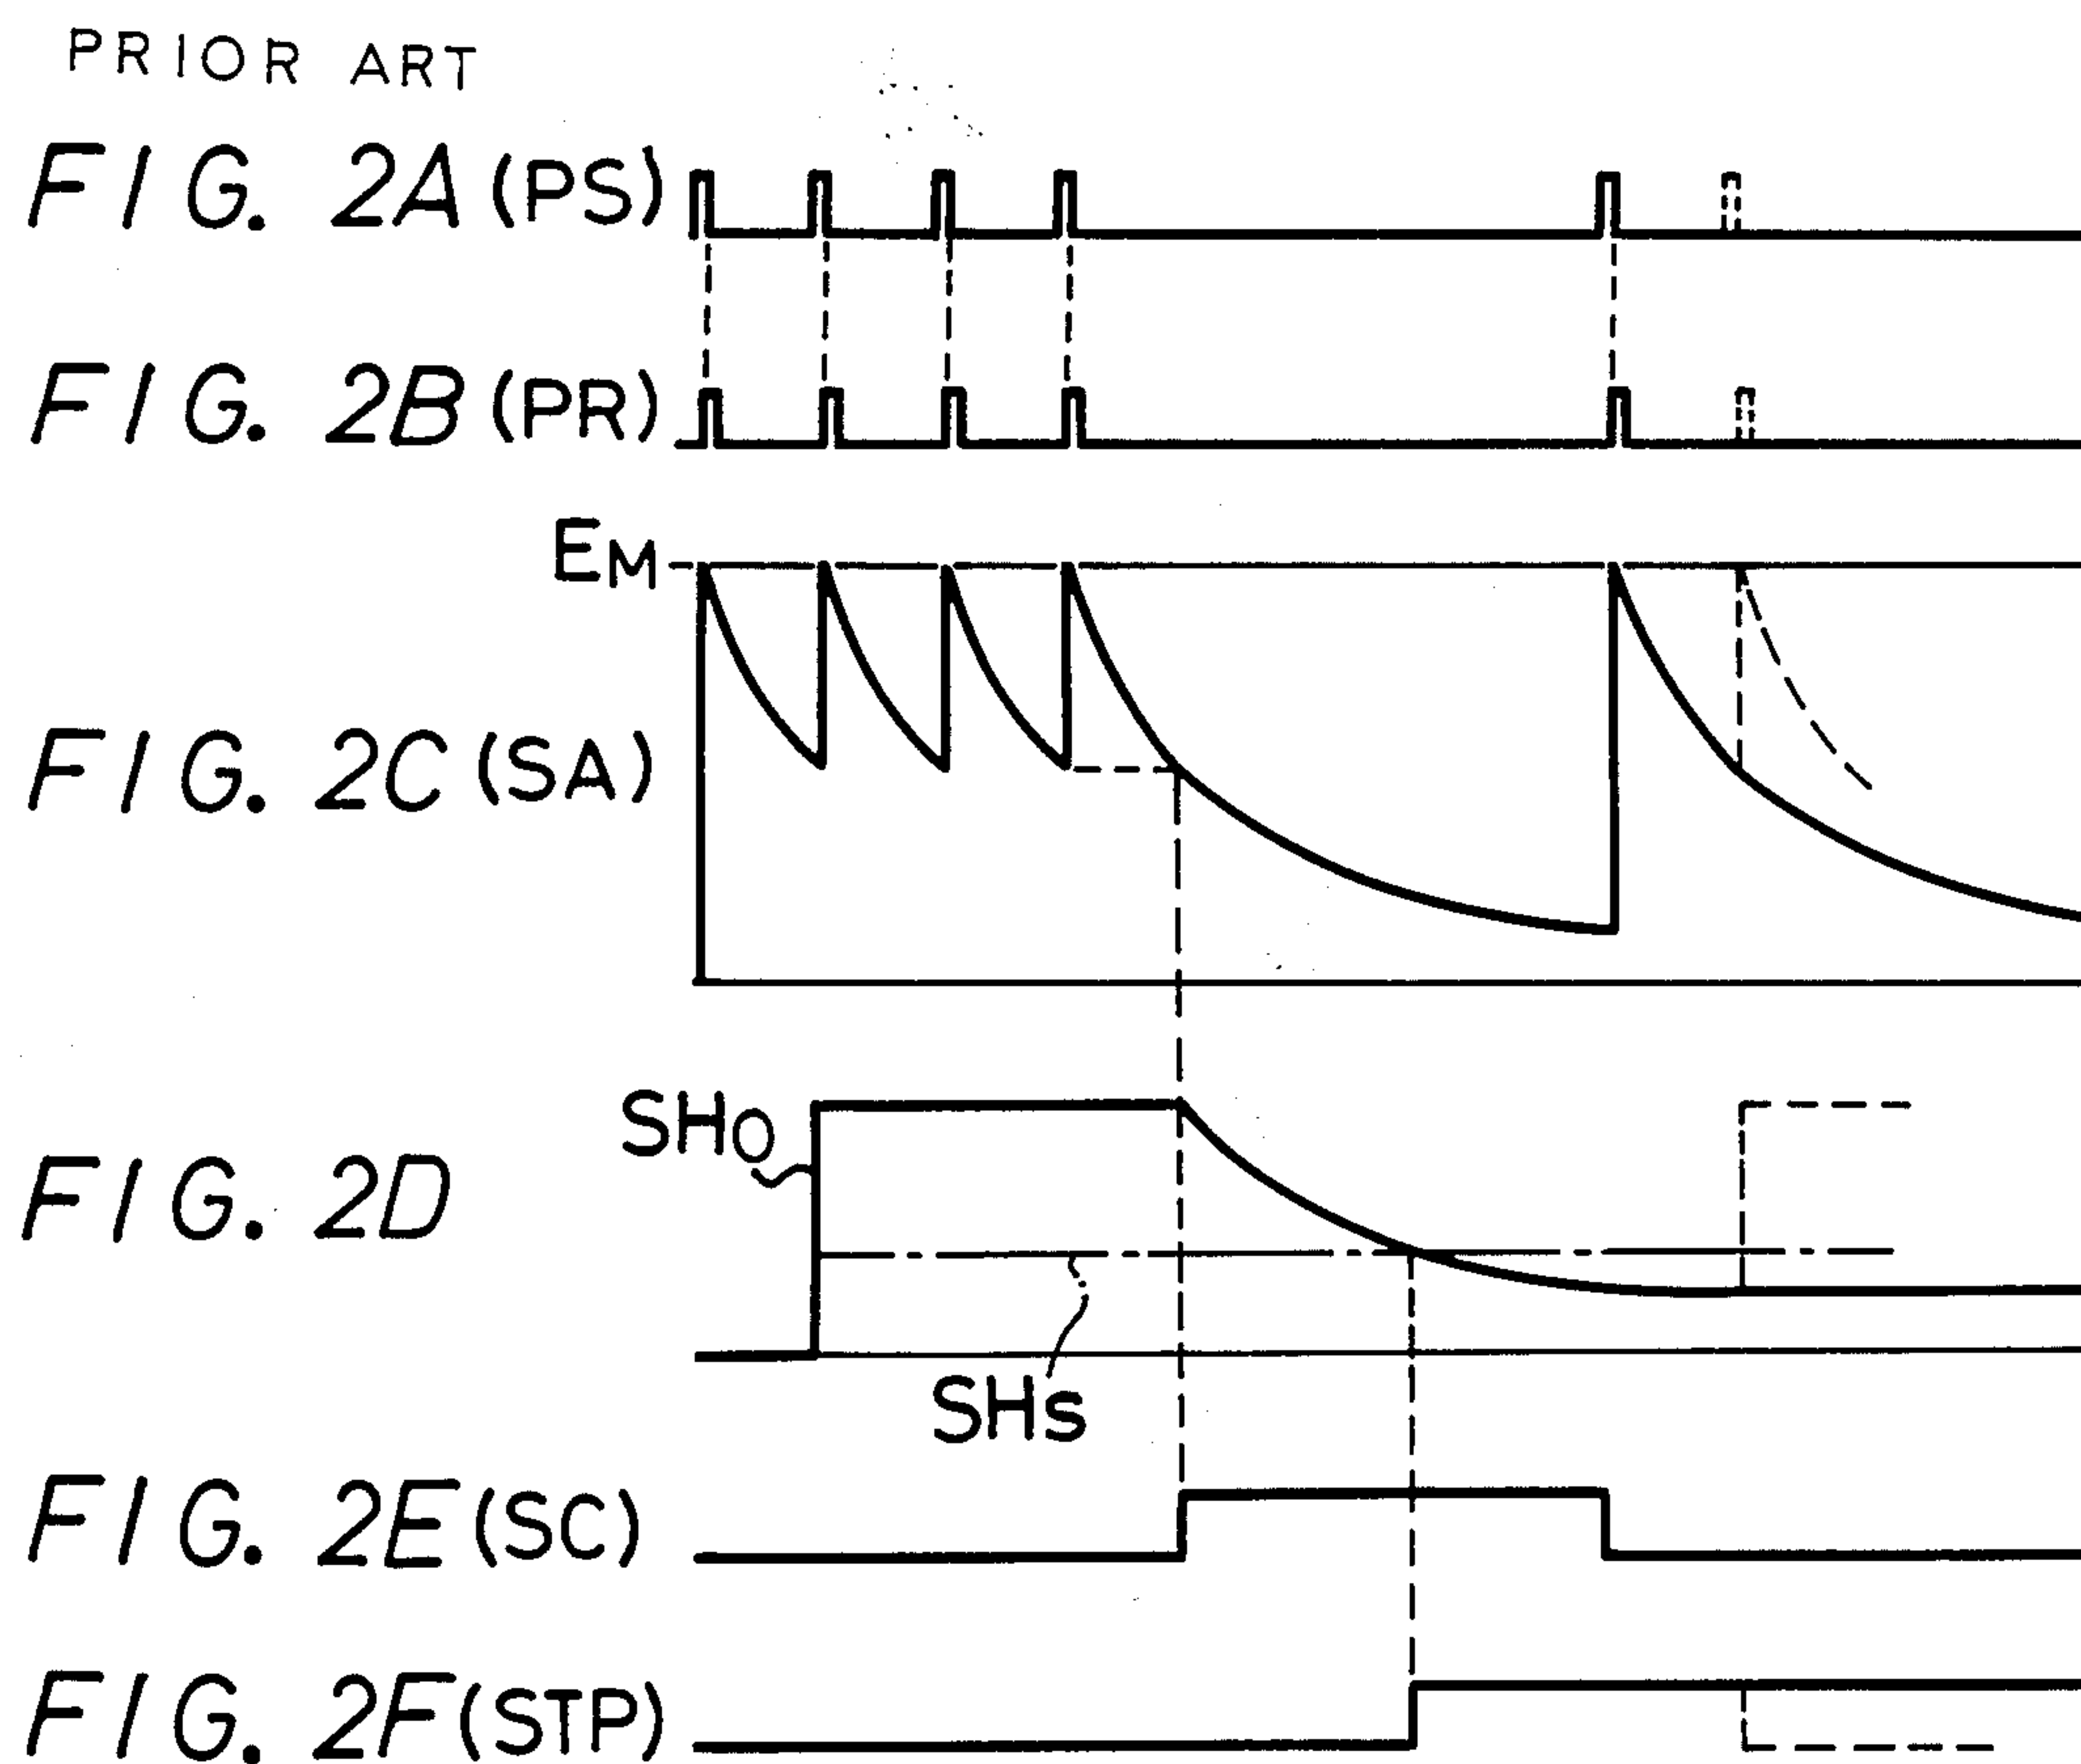 PRIOR ART
FIG. 2A (PS)
FIG. 2B (PR)
EM
FIG. 2C (SA)
SHO
FIG. 2D
SHS
FIG. 2E (SC)
FIG. 2F (STP)